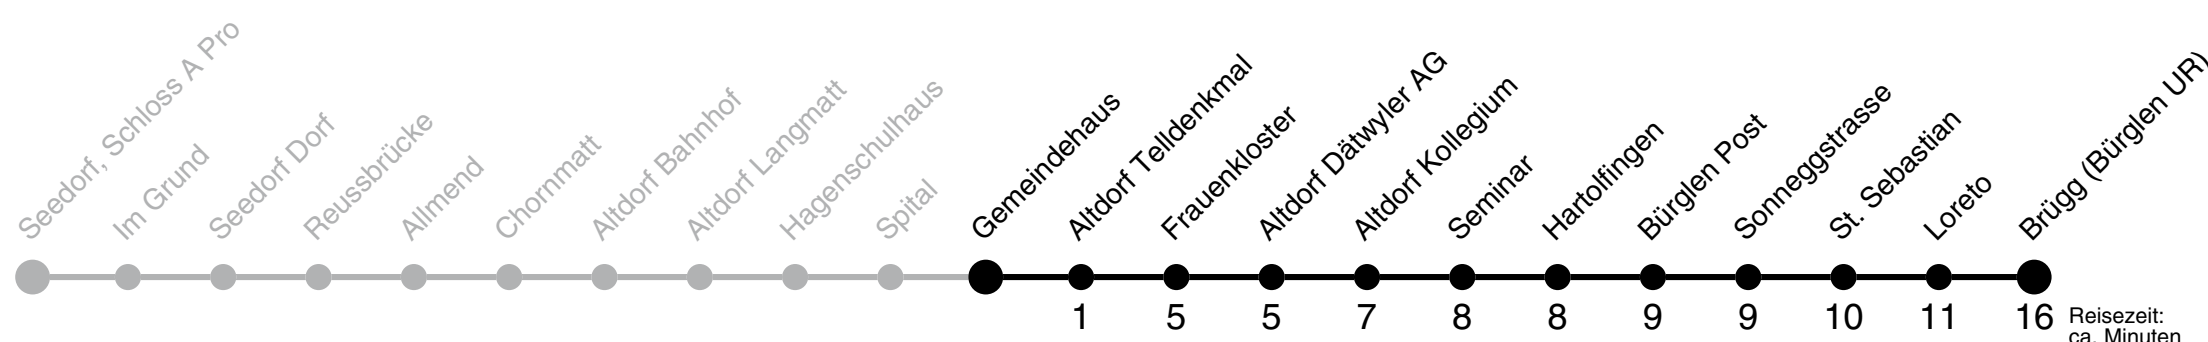 Seedorf, Schloss A Pro
Im Grund
Seedorf Dorf
Reussbrücke
Allmend
Chornmatt
Altdorf Bahnhof
Altdorf Langmatt
Hagenschulhaus
Spital
Gemeindehaus
Altdorf Telldenkmal
Frauenkloster
Altdorf Dätwyler AG
Altdorf Kollegium
Seminar
Hartolfingen
Bürglen Post
Sonneggstrasse
St. Sebastian
Loreto
Brügg (Bürglen UR)
1 5 5 7 8 8 9 9 10 11 16
Reisezeit:
ca. Minuten